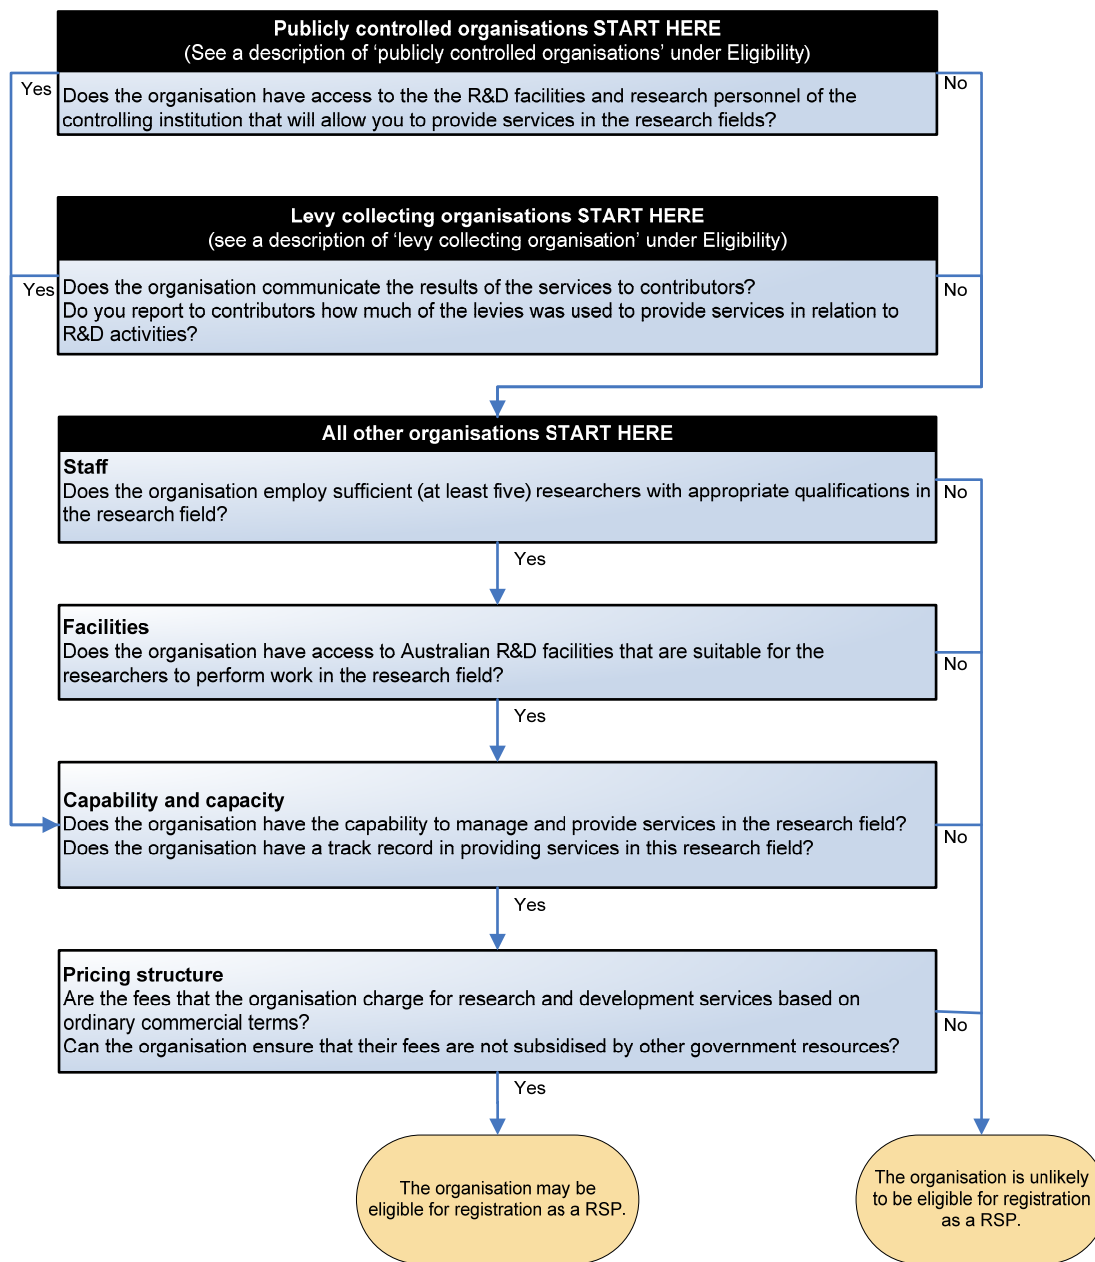 Publicly controlled organisations START HERE
(See a description of ‘publicly controlled organisations’ under Eligibility)
Yes
No
Does the organisation have access to the the R&D facilities and research personnel of the
controlling institution that will allow you to provide services in the research fields?
Levy collecting organisations START HERE
(see a description of ‘levy collecting organisation’ under Eligibility)
Yes
No
Does the organisation communicate the results of the services to contributors?
Do you report to contributors how much of the levies was used to provide services in relation to
R&D activities?
All other organisations START HERE
Staff
Does the organisation employ sufficient (at least five) researchers with appropriate qualifications in
the research field?
No
Yes
Facilities
Does the organisation have access to Australian R&D facilities that are suitable for the
researchers to perform work in the research field?
No
Yes
Capability and capacity
Does the organisation have the capability to manage and provide services in the research field?
Does the organisation have a track record in providing services in this research field?
No
Yes
Pricing structure
Are the fees that the organisation charge for research and development services based on
ordinary commercial terms?
Can the organisation ensure that their fees are not subsidised by other government resources?
No
Yes
The organisation may be
eligible for registration as a RSP.
The organisation is unlikely
to be eligible for registration
as a RSP.